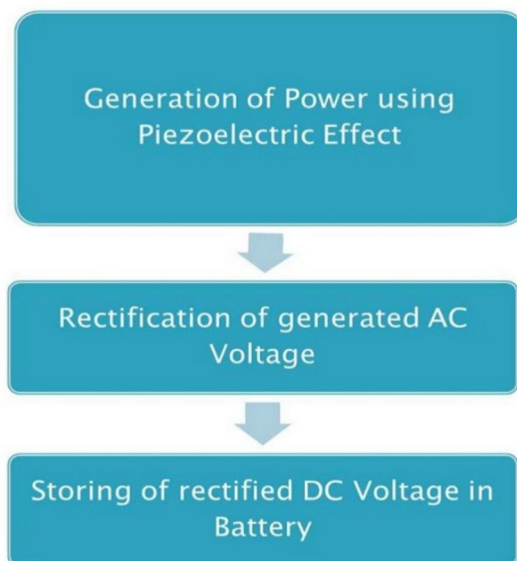 Generation of Power using
Piezoelectric Effect
Rectification of generated AC
Voltage
Storing of rectified DC Voltage in
Battery